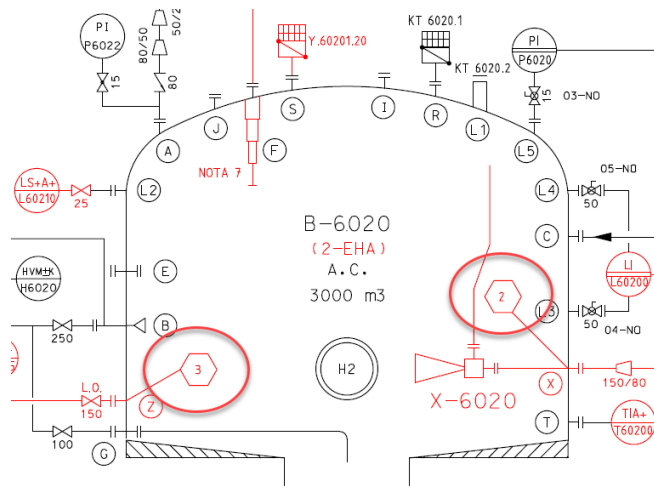 PI
P6022
80/50
50/2
15
80
Y.60201.20
KT 6020.1
KT 6020.2
PI
P6020
15
03-NO
A
J
S
I
R
L1
L5
F
NOTA 7
LS+A+
L60210
25
L2
L4
05-NO
50
B-6020
(2-EHA)
A.C.
3000 m3
C
HVM±K
H6020
E
LI
L60200
2
L3
50
04-NO
B
250
3
H2
L.O.
150
Z
X
150/80
X-6020
100
G
T
TIA+
T60200